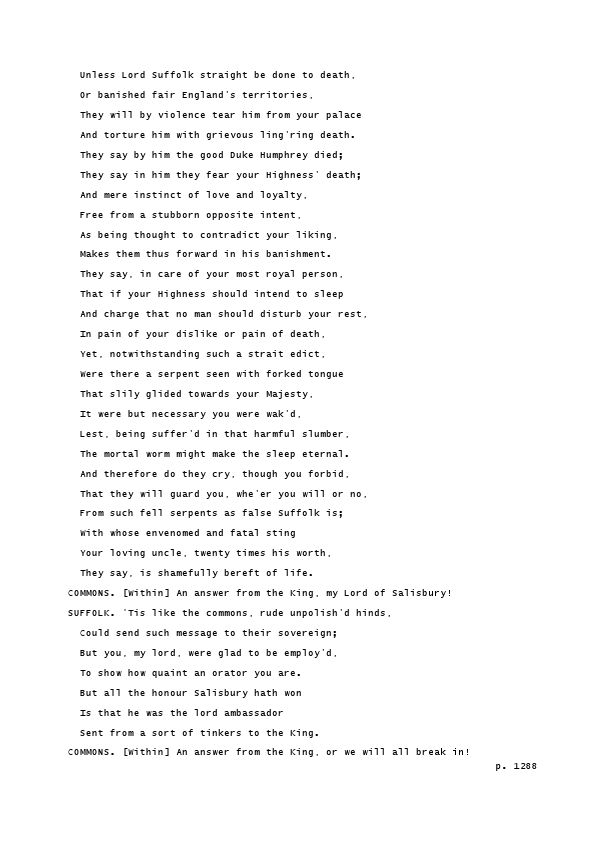 Unless Lord Suffolk straight be done to death,
Or banished fair England's territories,
They will by violence tear him from your palace
And torture him with grievous ling'ring death.
They say by him the good Duke Humphrey died;
They say in him they fear your Highness' death;
And mere instinct of love and loyalty,
Free from a stubborn opposite intent,
As being thought to contradict your liking,
Makes them thus forward in his banishment.
They say, in care of your most royal person,
That if your Highness should intend to sleep
And charge that no man should disturb your rest,
In pain of your dislike or pain of death,
Yet, notwithstanding such a strait edict,
Were there a serpent seen with forked tongue
That slily glided towards your Majesty,
It were but necessary you were wak'd,
Lest, being suffer'd in that harmful slumber,
The mortal worm might make the sleep eternal.
And therefore do they cry, though you forbid,
That they will guard you, whe'er you will or no,
From such fell serpents as false Suffolk is;
With whose envenomed and fatal sting
Your loving uncle, twenty times his worth,
They say, is shamefully bereft of life.
COMMONS. [Within] An answer from the King, my Lord of Salisbury!
SUFFOLK. 'Tis like the commons, rude unpolish'd hinds,
Could send such message to their sovereign;
But you, my lord, were glad to be employ'd,
To show how quaint an orator you are.
But all the honour Salisbury hath won
Is that he was the lord ambassador
Sent from a sort of tinkers to the King.
COMMONS. [Within] An answer from the King, or we will all break in!
p. 1288